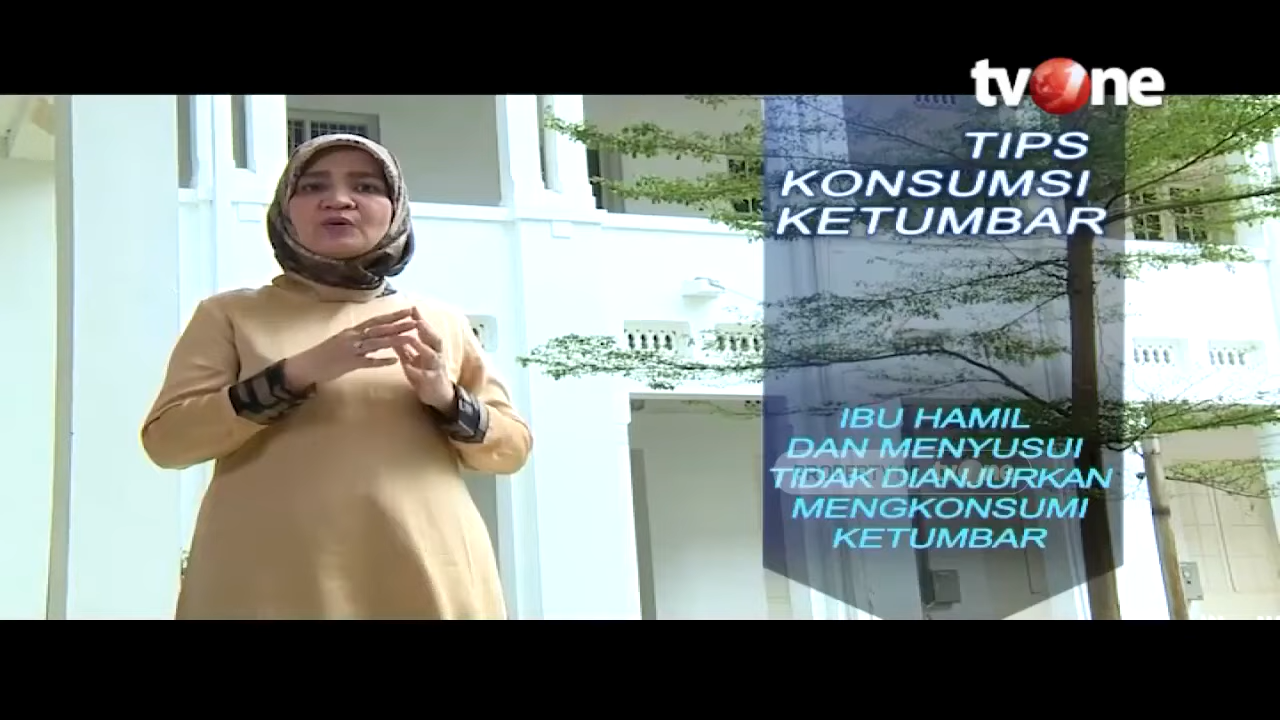 tvOne
TIPS
KONSUMSI
KETUMBAR
IBU HAMIL
DAN MENYUSUI
TIDAK DIANJURKAN
MENGKONSUMI
KETUMBAR